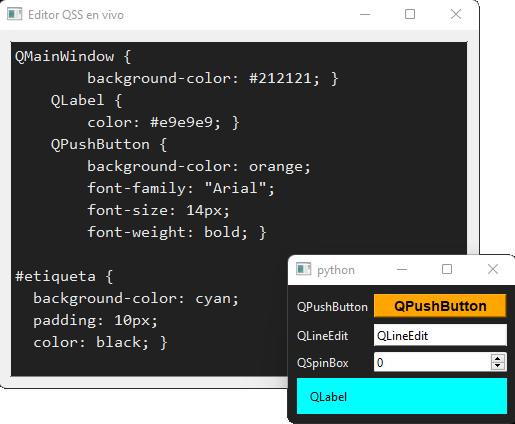 Editor QSS en vivo
QMainWindow {
        background-color: #212121; }
    QLabel {
        color: #e9e9e9; }
    QPushButton {
        background-color: orange;
        font-family: "Arial";
        font-size: 14px;
        font-weight: bold; }
#etiqueta {
  background-color: cyan;
  padding: 10px;
  color: black; }
python
QPushButton QPushButton
QLineEdit QLineEdit
QSpinBox 0
QLabel